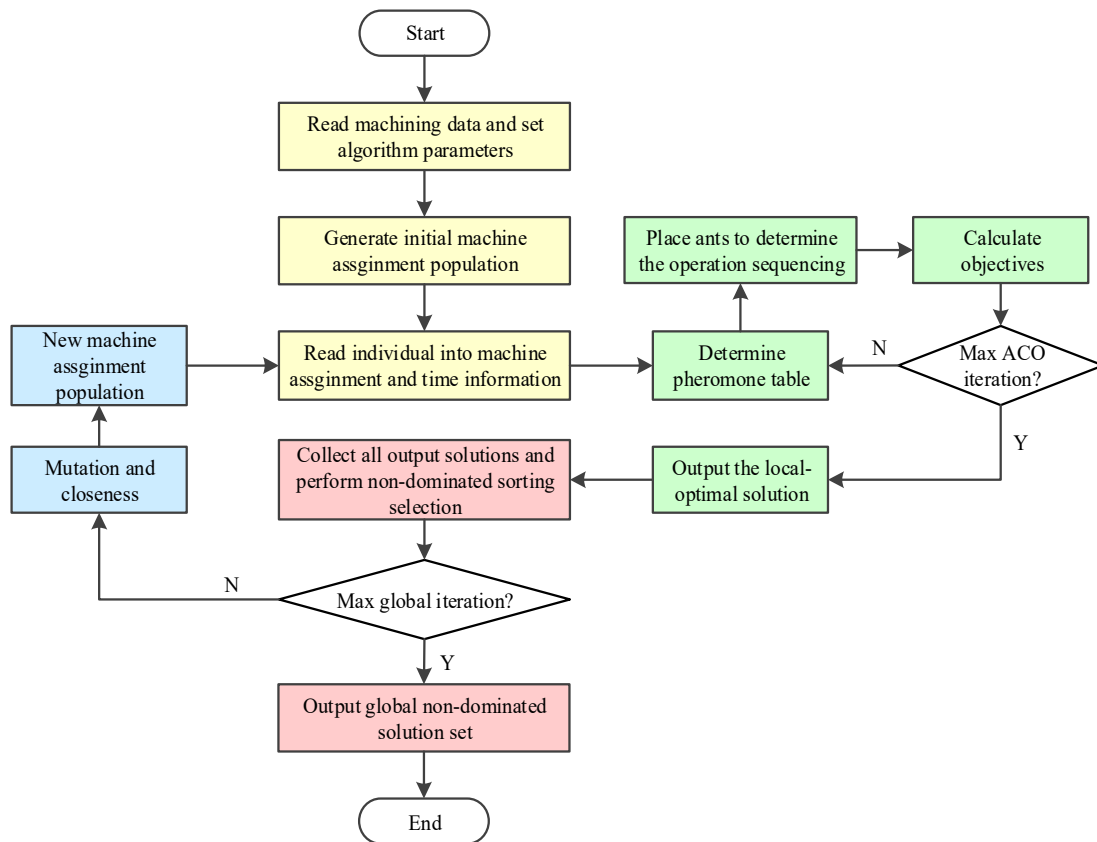 Start
Read machining data and set
algorithm parameters
Generate initial machine
assginment population
Place ants to determine
the operation sequencing
Calculate
objectives
New machine
assginment
population
Read individual into machine
assginment and time information
Determine
pheromone table
N
Max ACO
iteration?
Y
Mutation and
closeness
Collect all output solutions and
perform non-dominated sorting
selection
Output the local-
optimal solution
N
Max global iteration?
Y
Output global non-dominated
solution set
End